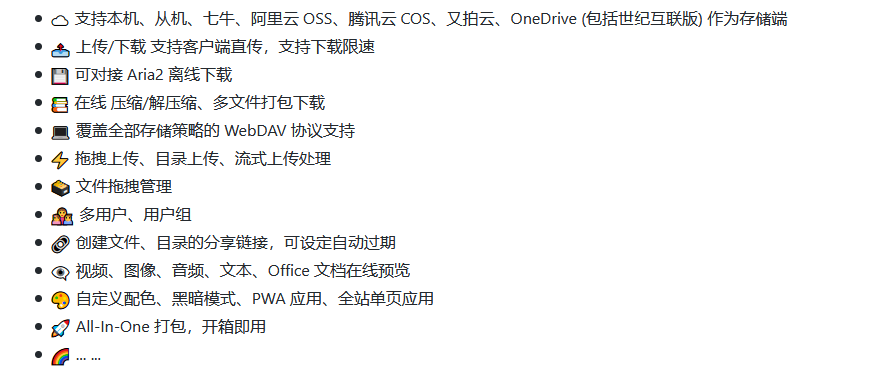 ☁️ 支持本机、从机、七牛、阿里云 OSS、腾讯云 COS、又拍云、OneDrive (包括世纪互联版) 作为存储端
📤 上传/下载 支持客户端直传，支持下载限速
💾 可对接 Aria2 离线下载
📚 在线 压缩/解压缩、多文件打包下载
💻 覆盖全部存储策略的 WebDAV 协议支持
⚡ 拖拽上传、目录上传、流式上传处理
🗃️ 文件拖拽管理
👩‍👧‍👦 多用户、用户组
🔗 创建文件、目录的分享链接，可设定自动过期
👁️‍🗨️ 视频、图像、音频、文本、Office 文档在线预览
🎨 自定义配色、黑暗模式、PWA 应用、全站单页应用
🚀 All-In-One 打包，开箱即用
🌈 ... ...